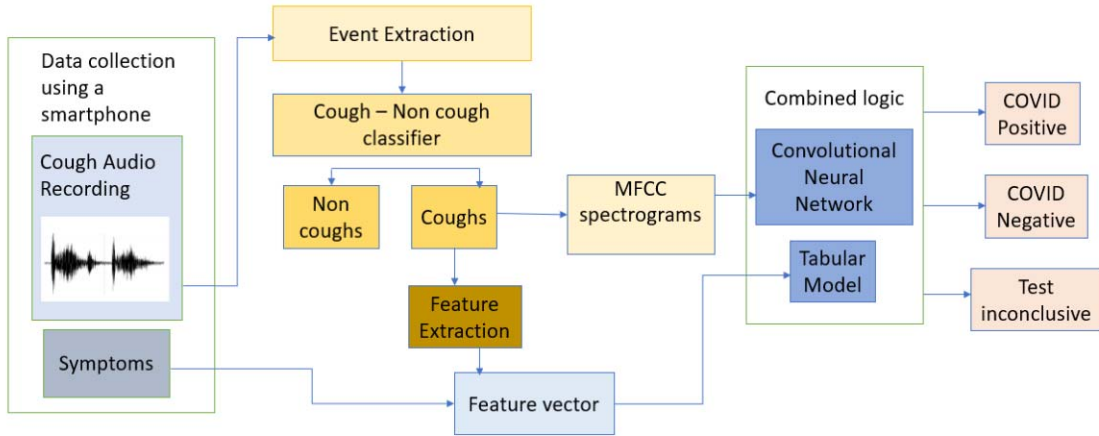 Data collection
using a
smartphone
Cough Audio
Recording
Symptoms
Event Extraction
Cough – Non cough
classifier
Non
coughs
Coughs
Feature
Extraction
Feature vector
MFCC
spectrograms
Combined logic
Convolutional
Neural
Network
Tabular
Model
COVID
Positive
COVID
Negative
Test
inconclusive